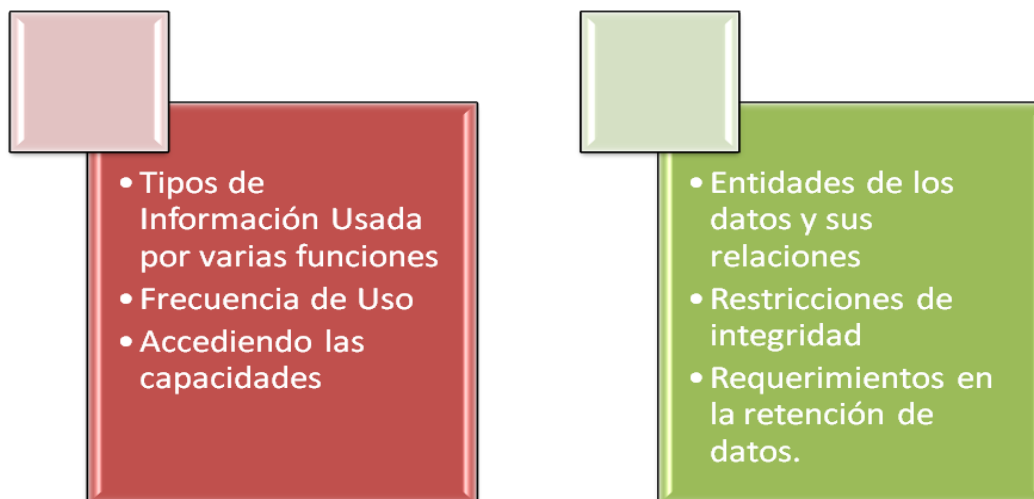 • Tipos de
Información Usada
por varias funciones
• Frecuencia de Uso
• Accediendo las
capacidades
• Entidades de los
datos y sus
relaciones
• Restricciones de
integridad
• Requerimientos en
la retención de
datos.